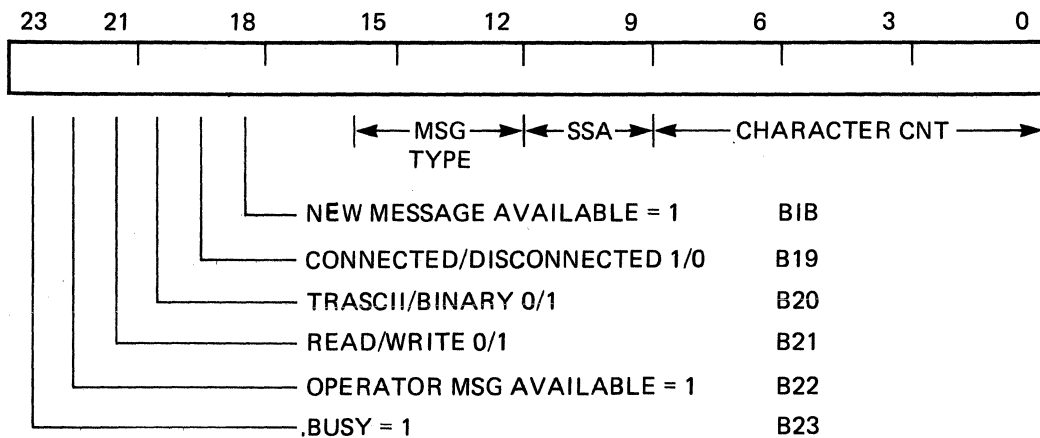 23 21 18 15 12 9 6 3 0
MSG SSA CHARACTER CNT
TYPE
NEW MESSAGE AVAILABLE = 1 BIB
CONNECTED/DISCONNECTED 1/0 B19
TRASCII/BINARY 0/1 B20
READ/WRITE 0/1 B21
OPERATOR MSG AVAILABLE = 1 B22
.BUSY = 1 B23